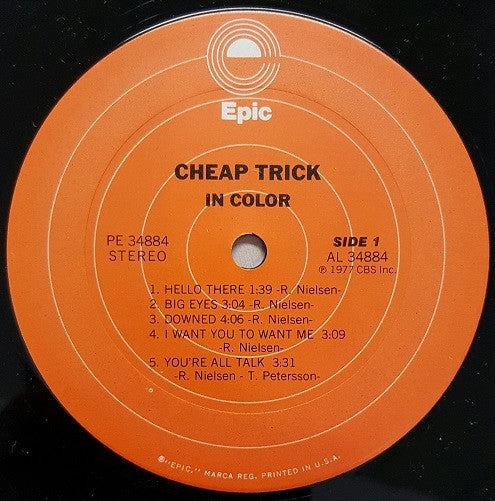 Epic
CHEAP TRICK
IN COLOR
PE 34884
STEREO
SIDE 1
AL 34884
℗ 1977 CBS Inc.
1. HELLO THERE 1:39 -R. Nielsen-
2. BIG EYES 3:04 -R. Nielsen-
3. DOWNED 4:06 -R. Nielsen-
4. I WANT YOU TO WANT ME 3:09
-R. Nielsen-
5. YOU'RE ALL TALK 3:31
-R. Nielsen - T. Petersson-
®"EPIC," MARCA REG. PRINTED IN U.S.A.